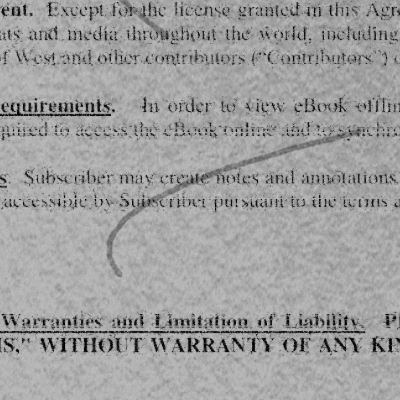 ent. Except for the license granted in this Agre
ats and media throughout the world, including
of West and other contributors ("Contributors") o
equirements. In order to view eBook offlin
quired to access the eBook online and to synchro
s. Subscriber may create notes and annotations.
accessible by Subscriber pursuant to the terms a
Warranties and Limitation of Liability. Pl
IS," WITHOUT WARRANTY OF ANY KIN